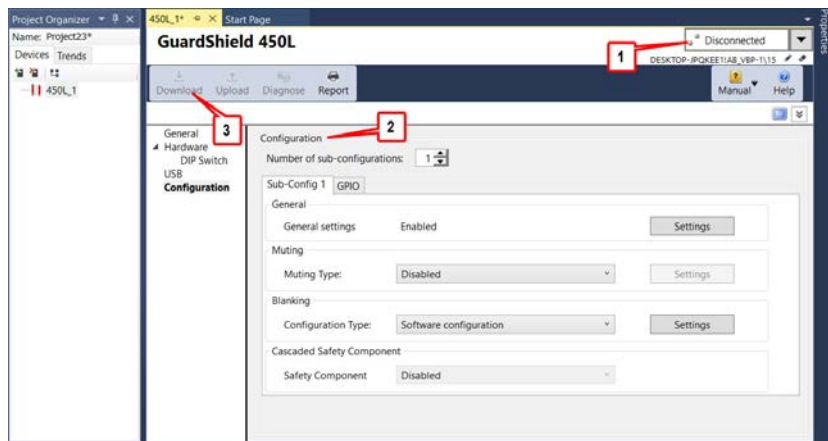 Project Organizer
Name: Project23*
Devices Trends
450L_1
450L_1* Start Page
GuardShield 450L
Disconnected
1
DESKTOP-JPQKEE1!AB_VBP-1\15
Download Upload Diagnose Report Manual Help
3
General
Hardware
DIP Switch
USB
Configuration
2
Configuration
Number of sub-configurations: 1
Sub-Config 1 GPIO
General
General settings Enabled Settings
Muting
Muting Type: Disabled Settings
Blanking
Configuration Type: Software configuration Settings
Cascaded Safety Component
Safety Component Disabled
Properties